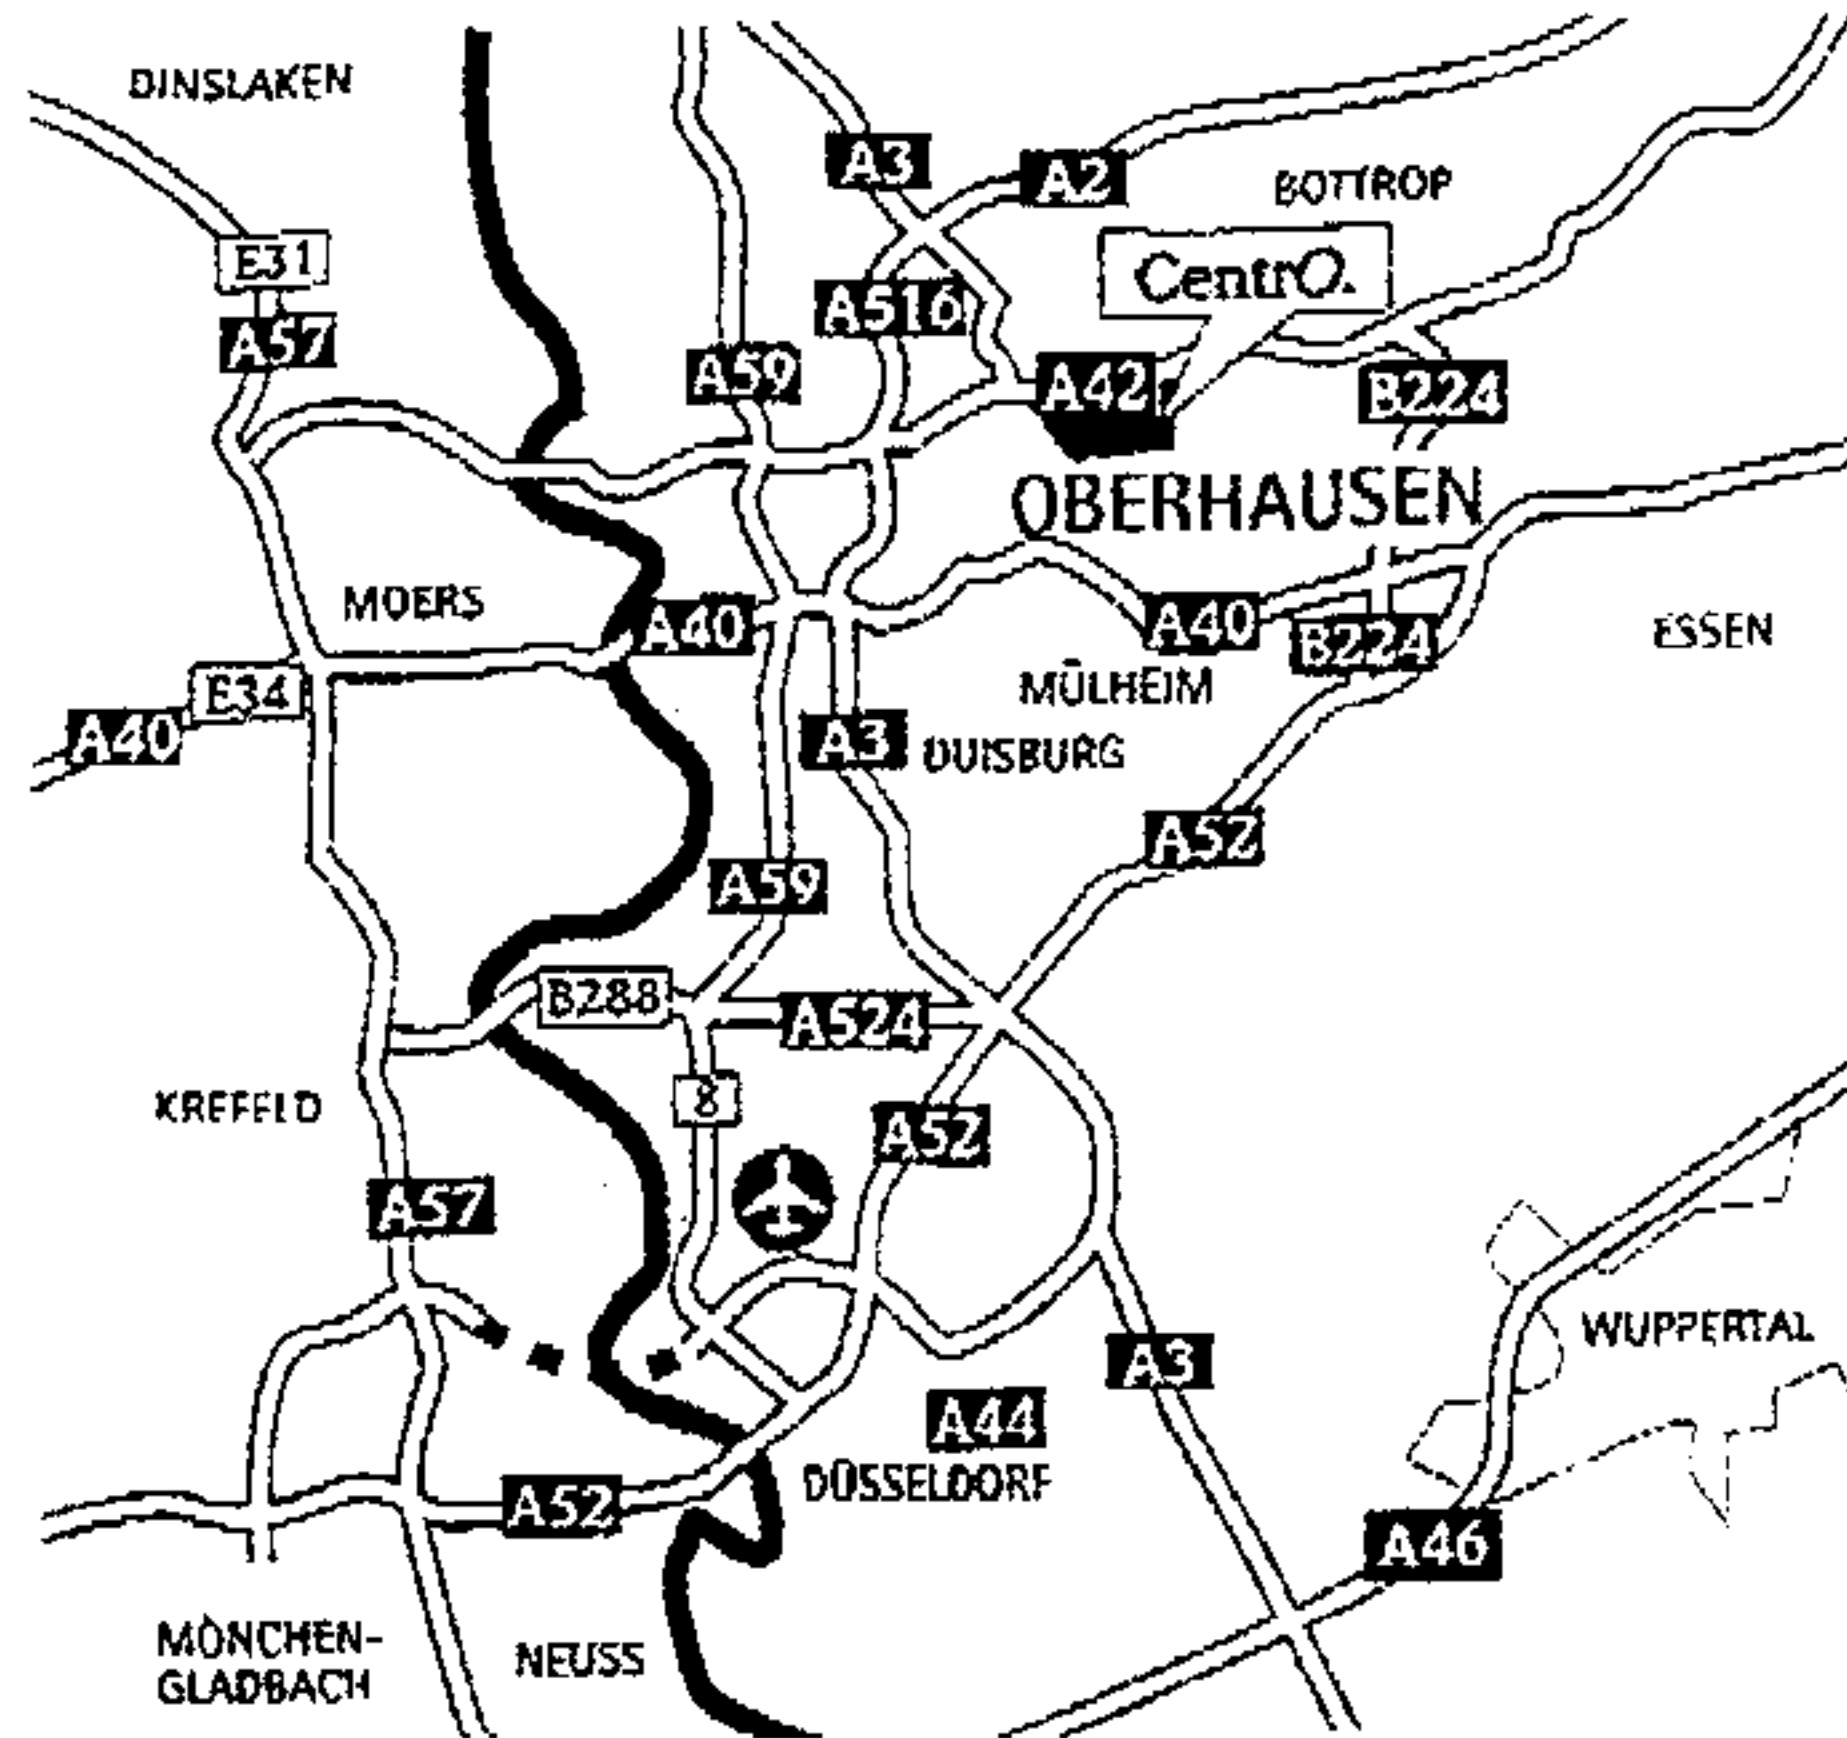 DINSLAKEN
A3
A2
BOTTROP
E31
CentrO.
A516
A57
A59
A42
B224
OBERHAUSEN
MOERS
A40
A40
B224
ESSEN
E34
MÜLHEIM
A40
A3
DUISBURG
A52
A59
B288
A524
KREFELD
8
A52
A57
WUPPERTAL
A3
A44
DÜSSELDORF
A52
A46
MÖNCHEN-
GLADBACH
NEUSS